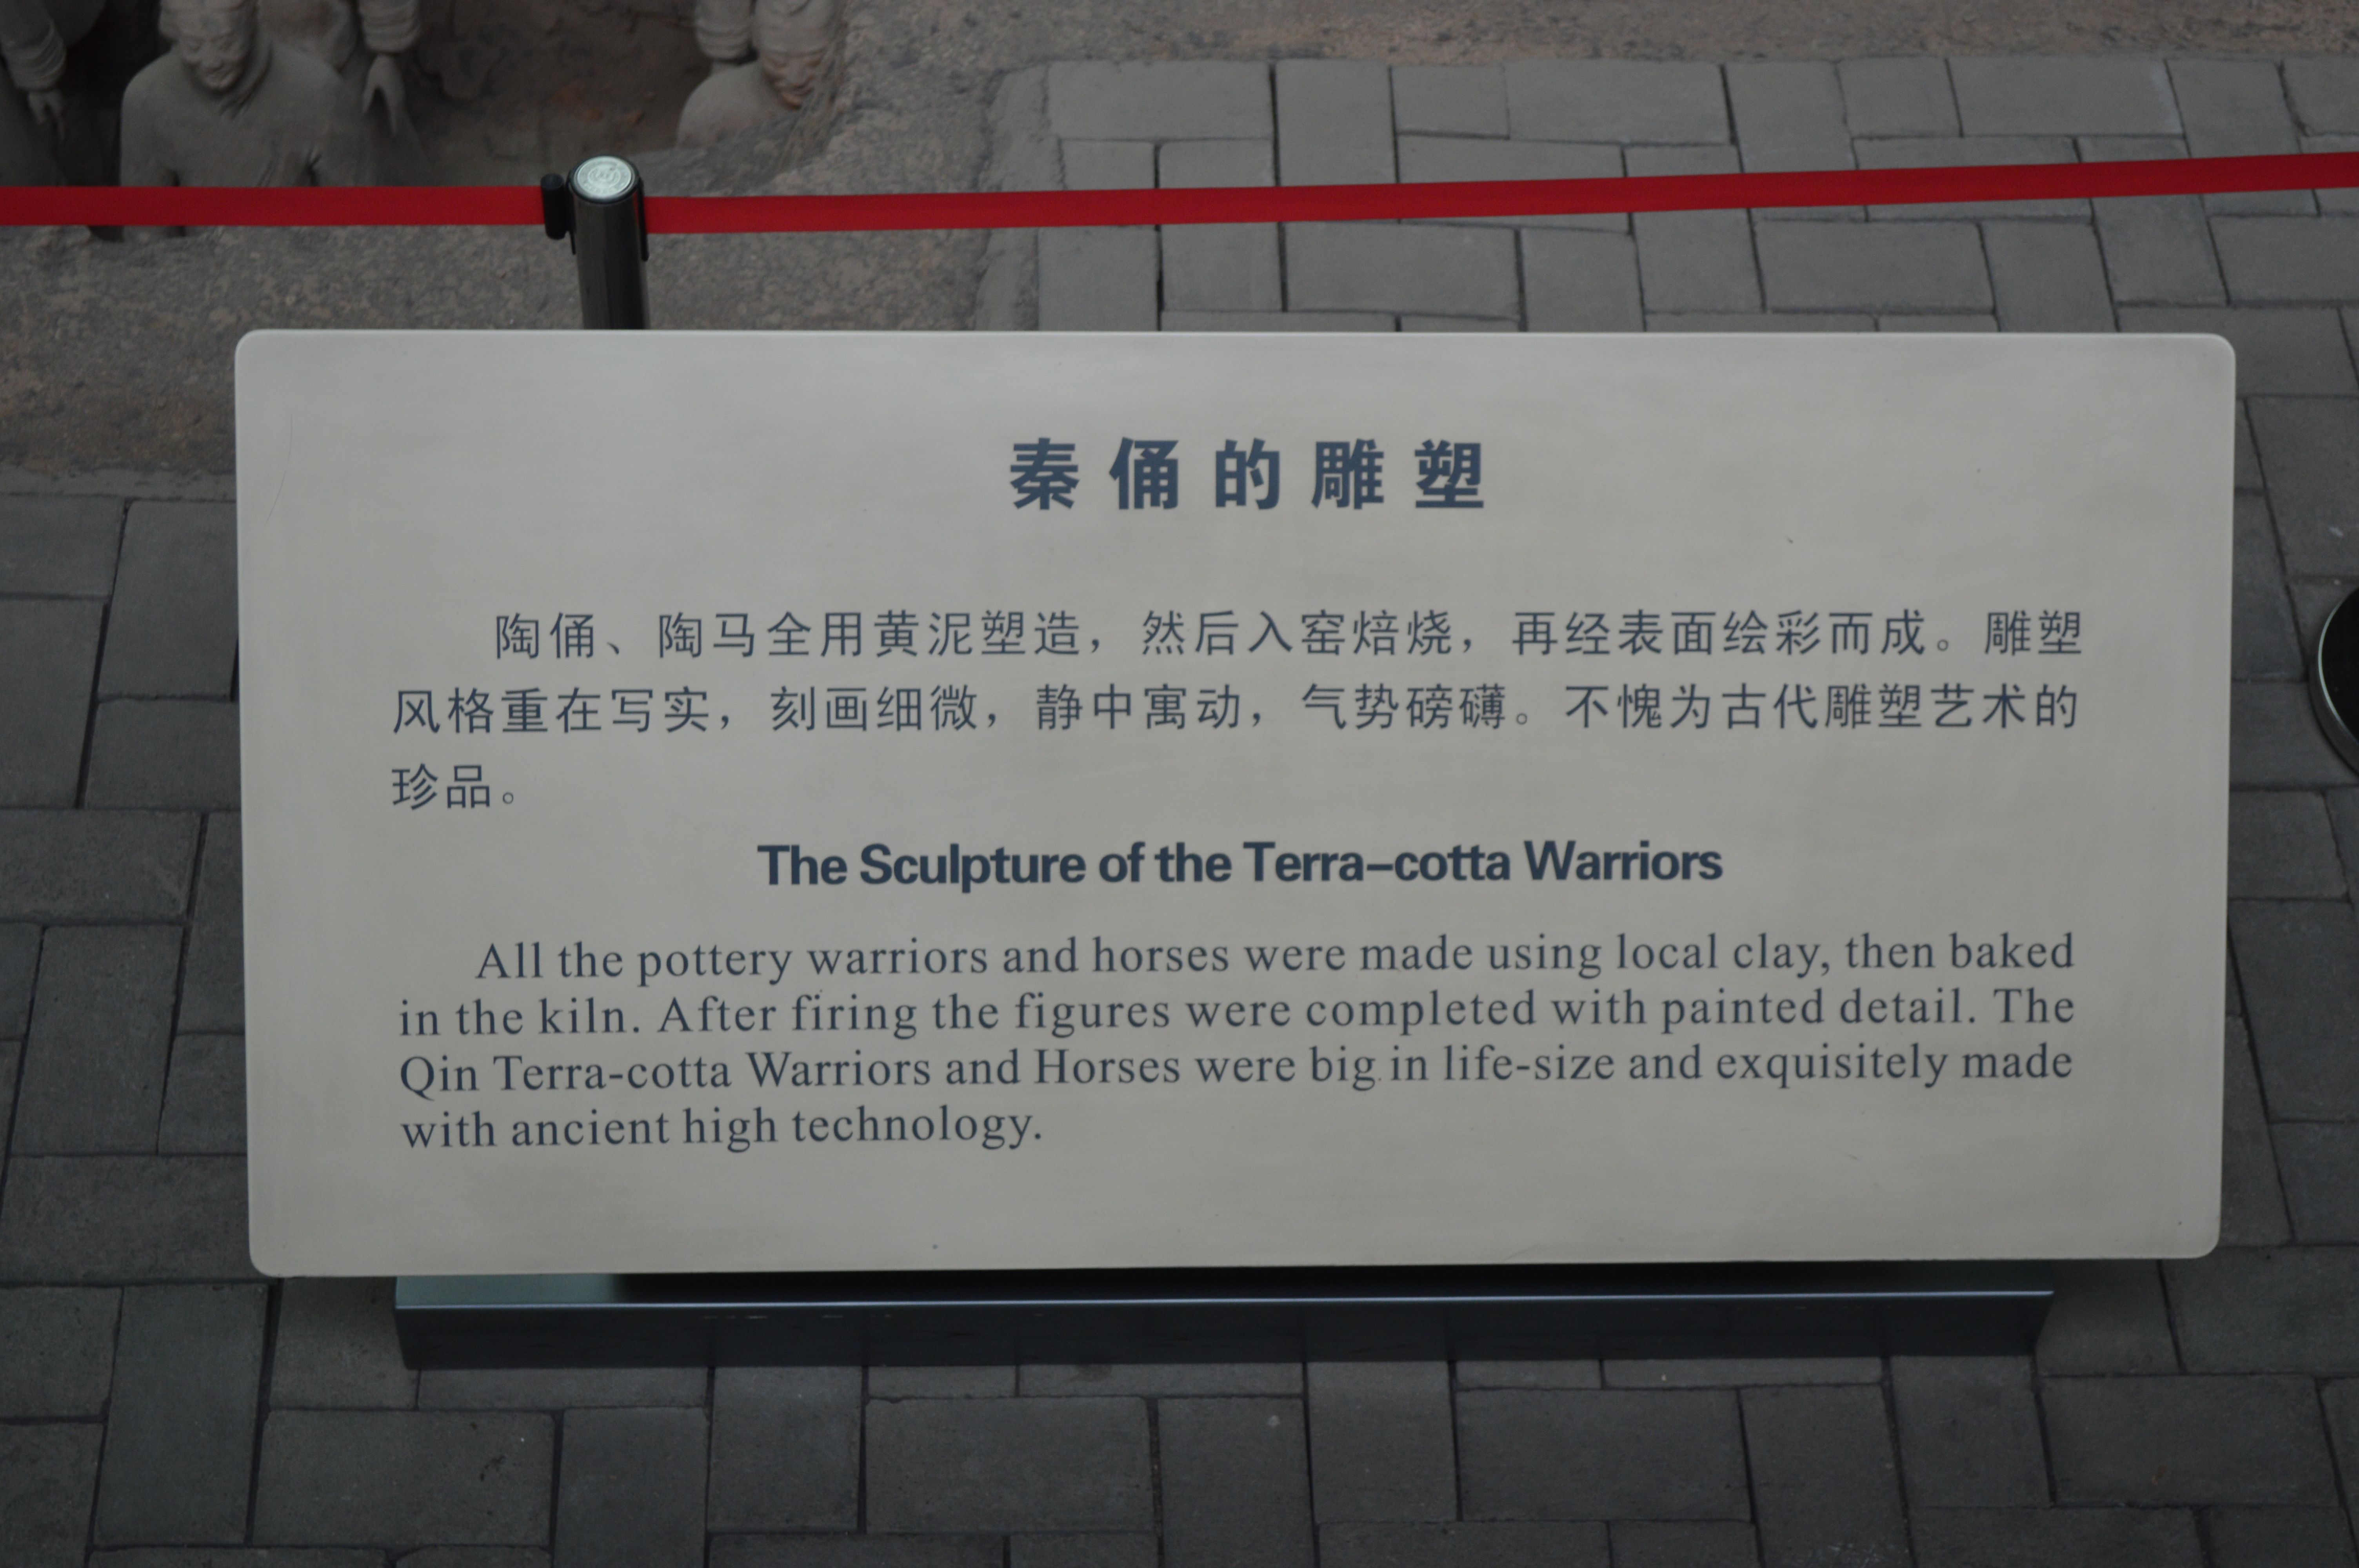 秦俑的雕塑
陶俑、陶马全用黄泥塑造，然后入窑焙烧，再经表面绘彩而成。雕塑
风格重在写实，刻画细微，静中寓动，气势磅礴。不愧为古代雕塑艺术的
珍品。
The Sculpture of the Terra-cotta Warriors
All the pottery warriors and horses were made using local clay, then baked
in the kiln. After firing the figures were completed with painted detail. The
Qin Terra-cotta Warriors and Horses were big in life-size and exquisitely made
with ancient high technology.